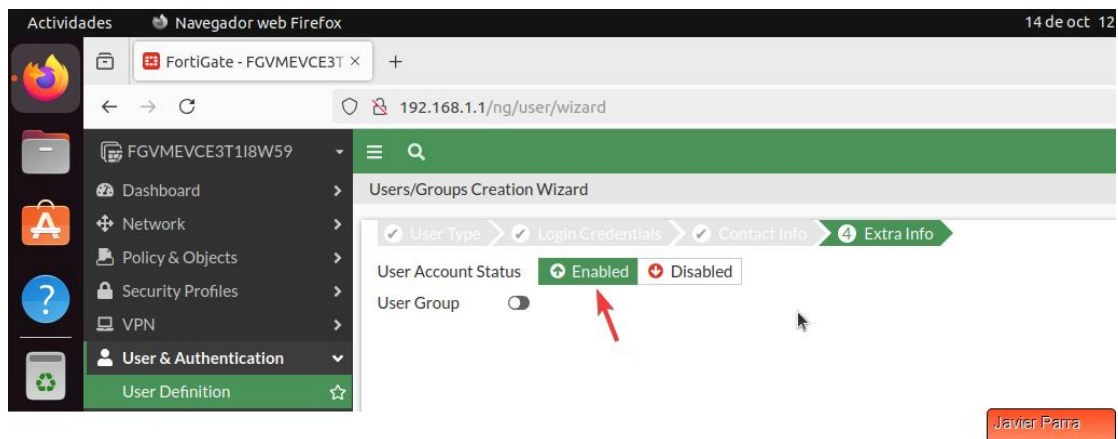 Actividades Navegador web Firefox 14 de oct 12
FortiGate - FGVMEVCE3T
192.168.1.1/ng/user/wizard
FGVMEVCE3T1I8W59
Dashboard
Users/Groups Creation Wizard
Network
User Type Login Credentials Contact Info 4 Extra Info
Policy & Objects
User Account Status Enabled Disabled
Security Profiles
User Group
VPN
User & Authentication
User Definition
Javier Parra